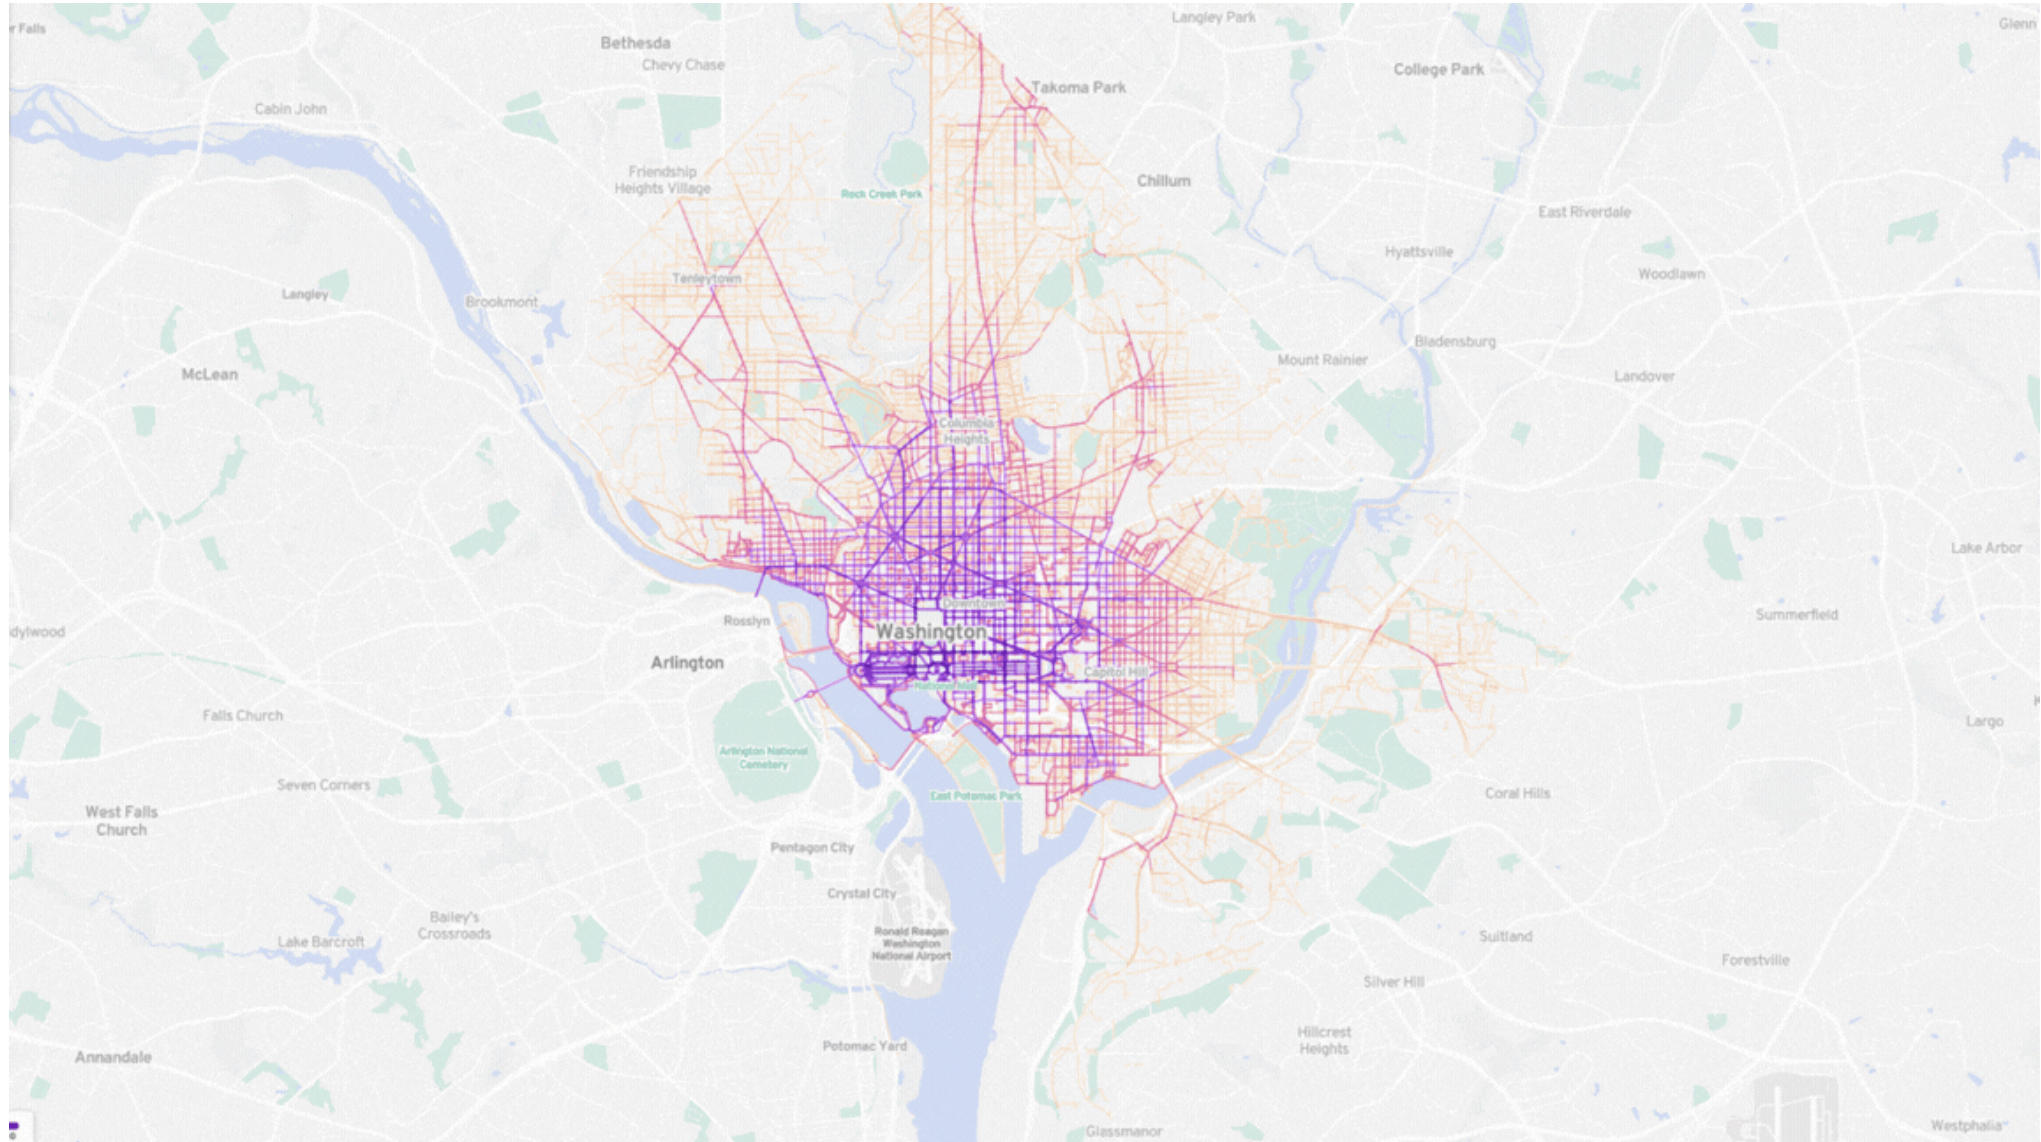 Langley Park
Glenn
r Falls
Bethesda
Chevy Chase
College Park
Takoma Park
Cabin John
Friendship
Heights Village
Chillum
Rock Creek Park
East Riverdale
Hyattsville
Tenleytown
Woodlawn
Langley
Brookmont
Bladensburg
Mount Rainier
McLean
Landover
Columbia
Heights
Lake Arbor
Downtown
Summerfield
Rosslyn
Washington
dylwood
Arlington
Capitol Hill
National Mall
Falls Church
Largo
Arlington National
Cemetery
Seven Corners
East Potomac Park
Coral Hills
West Falls
Church
Pentagon City
Crystal City
Bailey's
Crossroads
Lake Barcroft
Ronald Reagan
Washington
National Airport
Suitland
Forestville
Silver Hill
Hillcrest
Heights
Potomac Yard
Annandale
Westphalia
Glassmanor